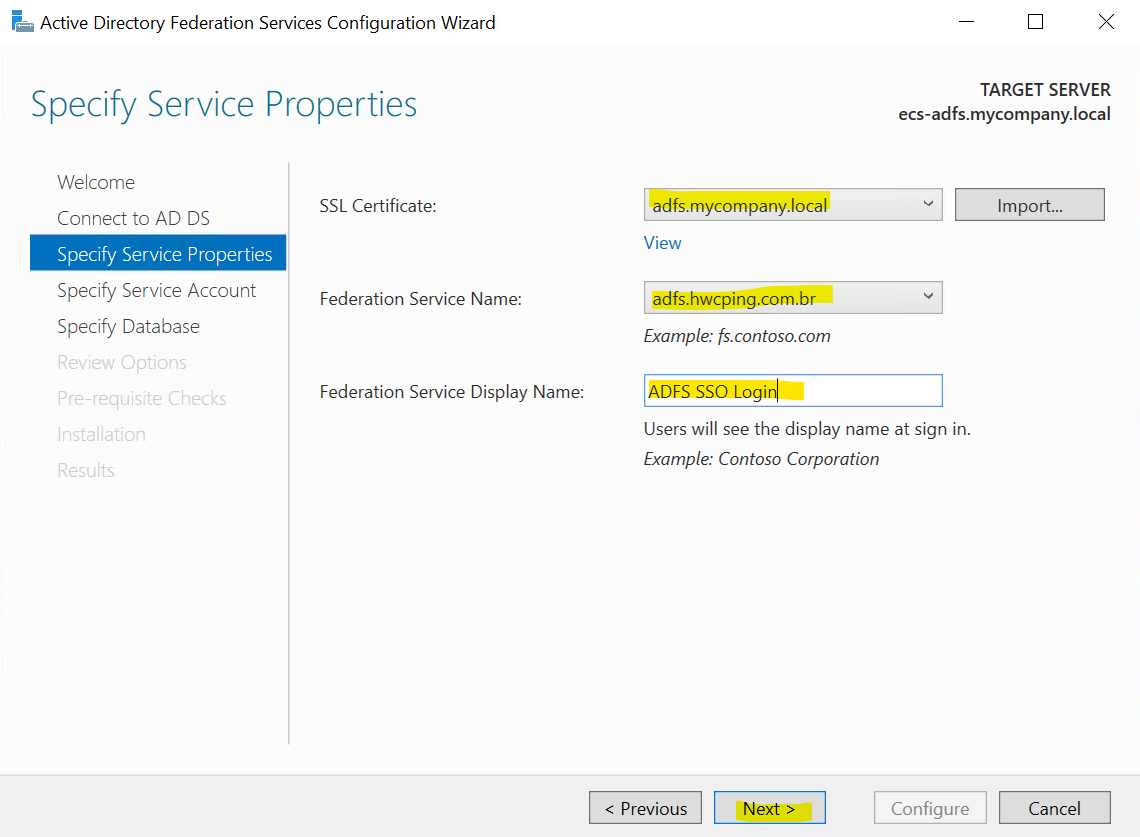 Active Directory Federation Services Configuration Wizard
Specify Service Properties
TARGET SERVER
ecs-adfs.mycompany.local
Welcome
Connect to AD DS
Specify Service Properties
Specify Service Account
Specify Database
Review Options
Pre-requisite Checks
Installation
Results
SSL Certificate:
adfs.mycompany.local
Import...
View
Federation Service Name:
adfs.hwcping.com.br
Example: fs.contoso.com
Federation Service Display Name:
ADFS SSO Login
Users will see the display name at sign in.
Example: Contoso Corporation
< Previous
Next >
Configure
Cancel